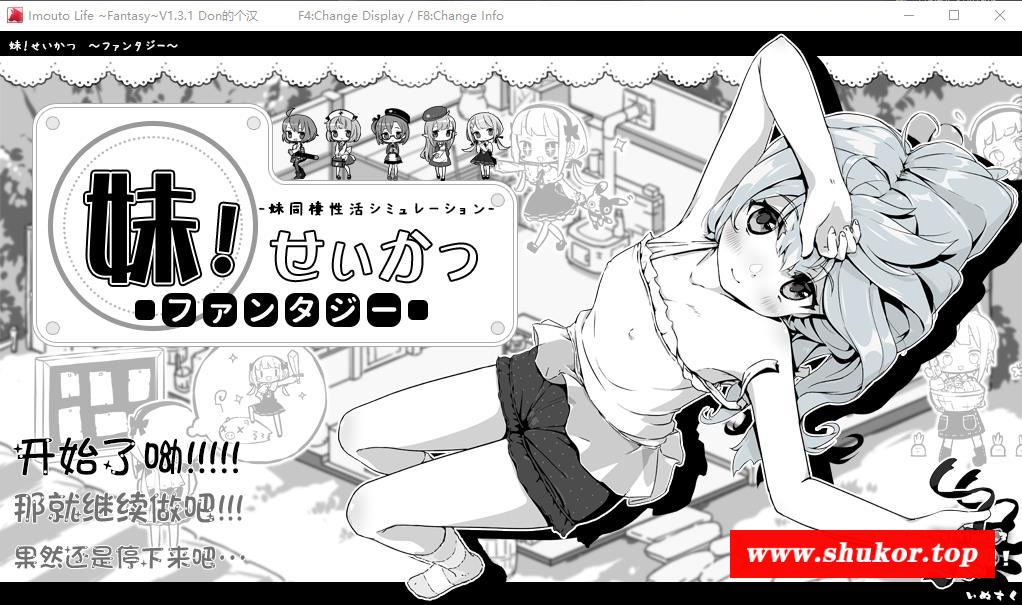 Imouto Life ~Fantasy~V1.3.1 Don的个汉 F4:Change Display / F8:Change Info
妹!せいかつ ～ファンタジー～
妹!
-妹同棲性活シミュレーション-
せいかつ
ファンタジー
开始了呦!!!!!
那就继续做吧!!!
果然还是停下来吧…
www.shukor.top
いぬすく